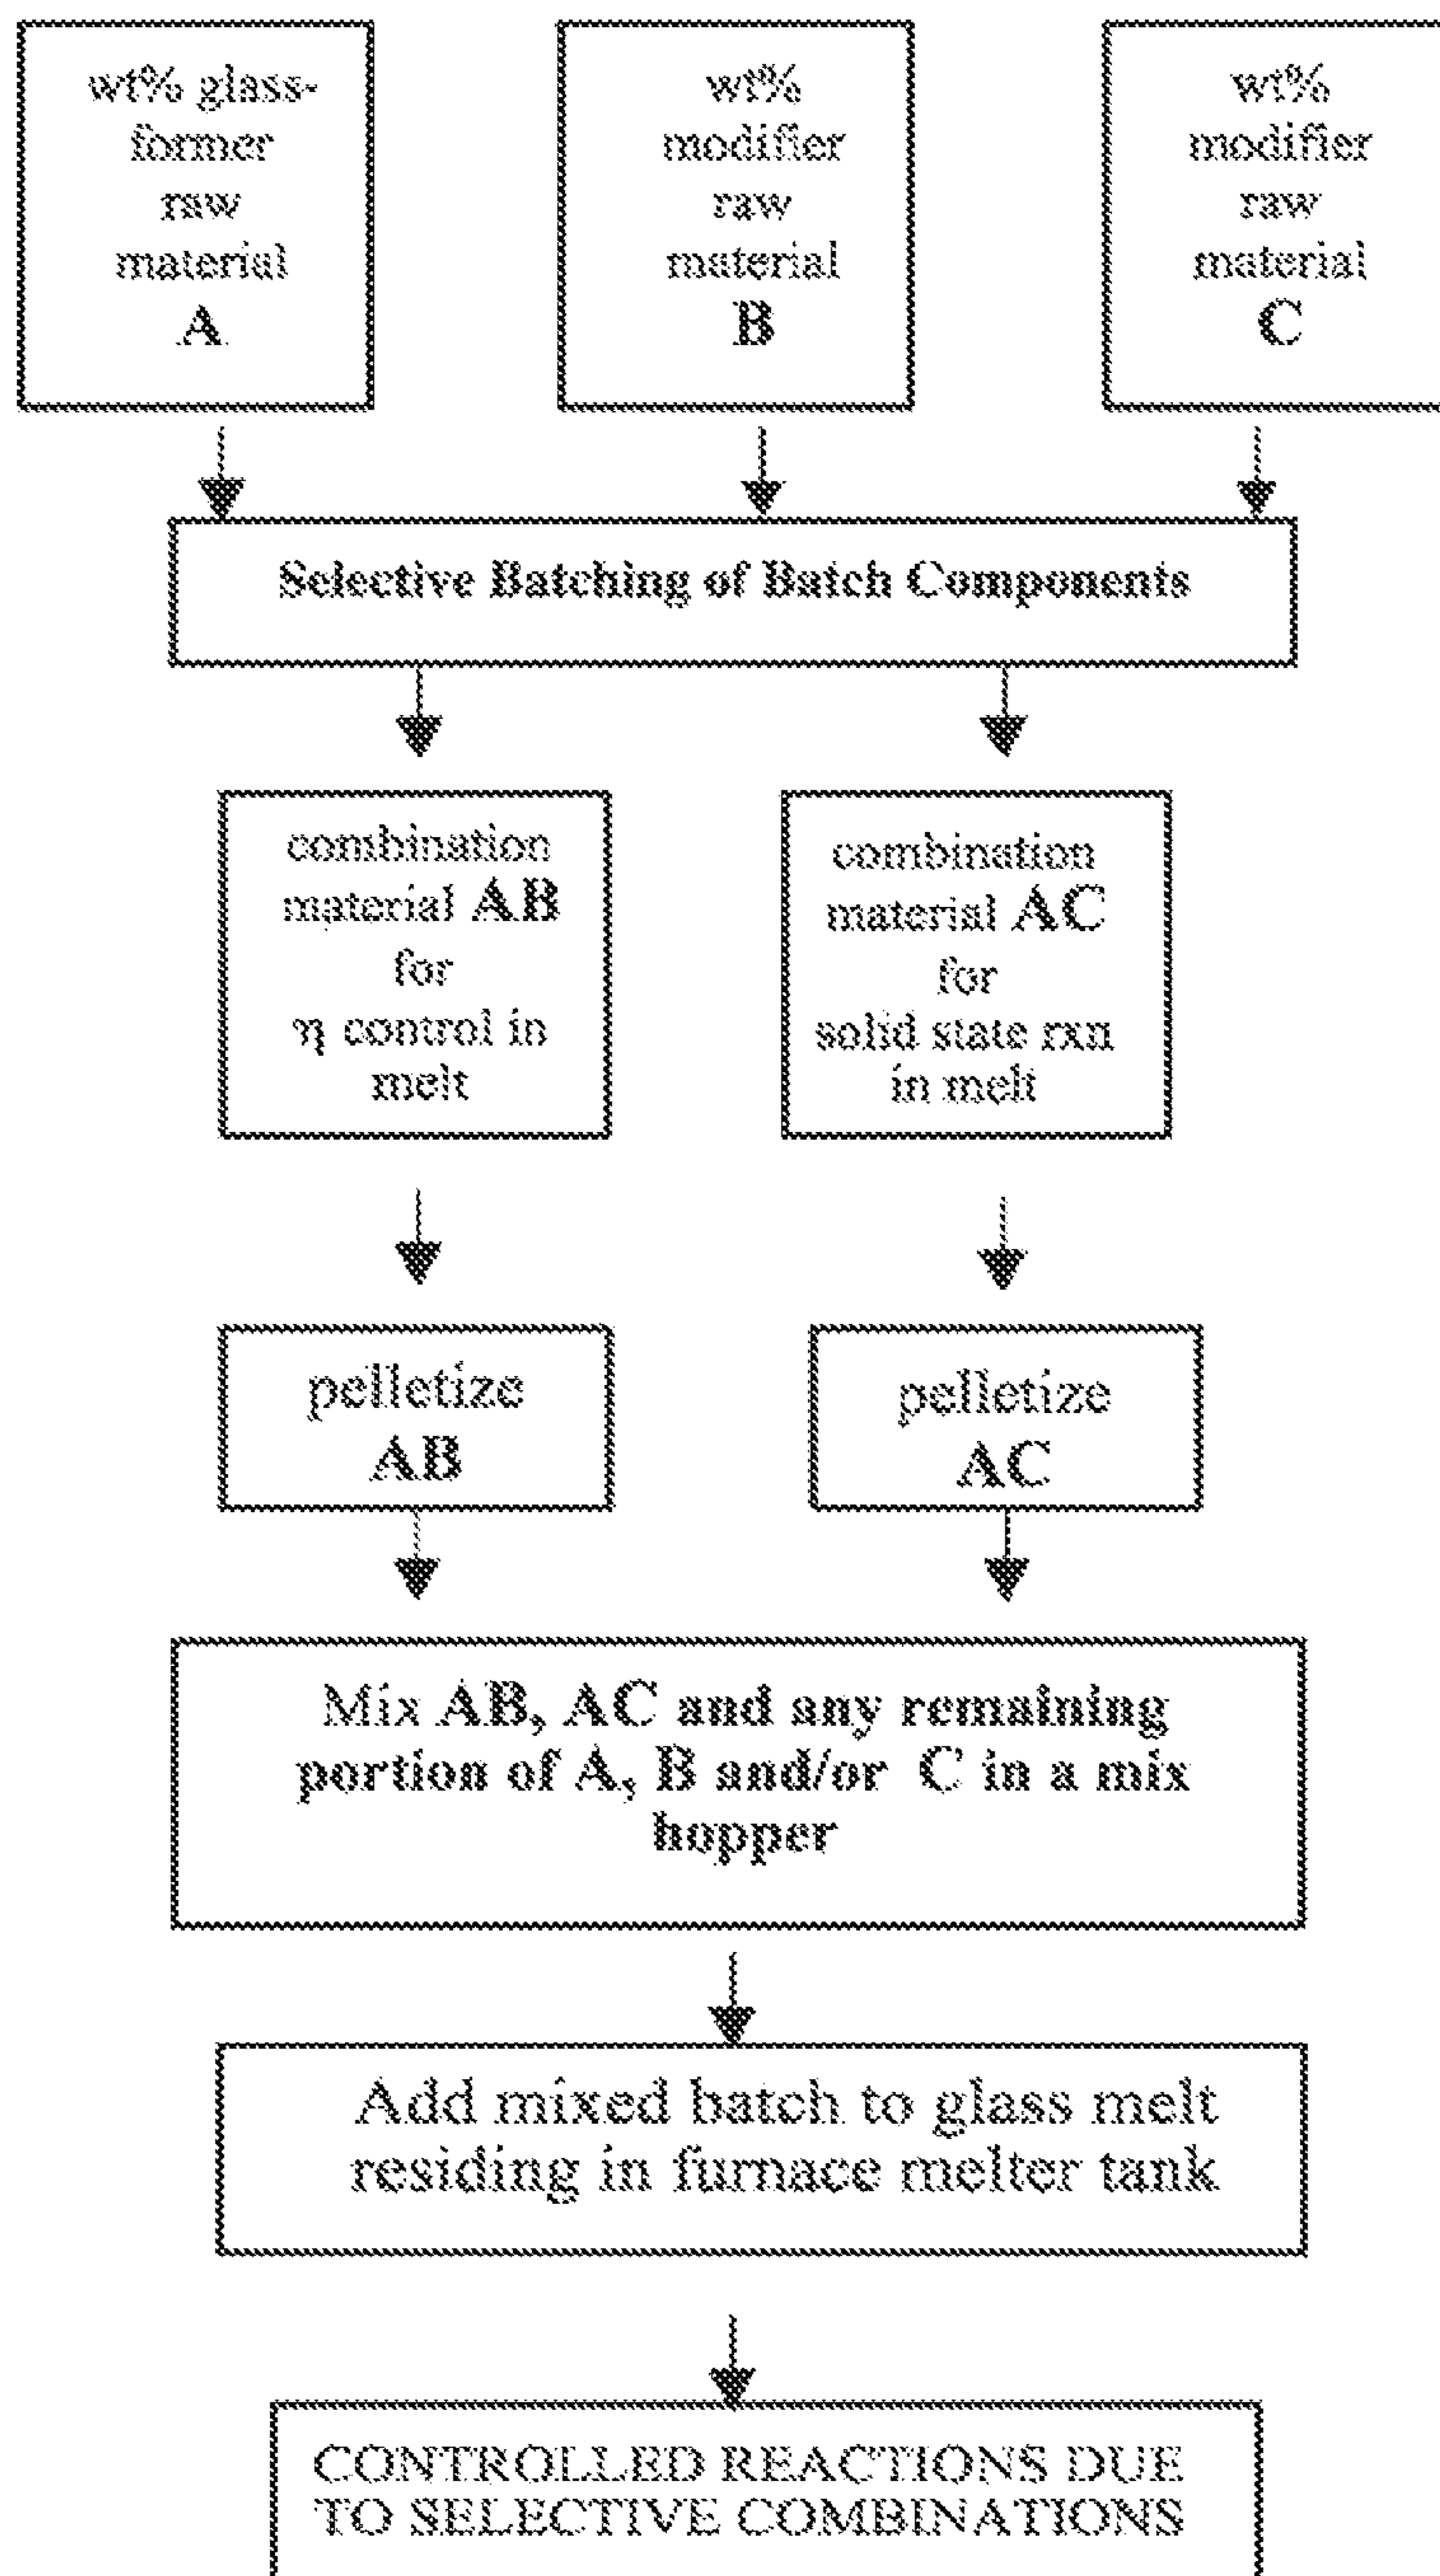 wt% glass-
former
raw
material
A
wt%
modifier
raw
material
B
wt%
modifier
raw
material
C
Selective Batching of Batch Components
combination
material AB
for
η control in
melt
combination
material AC
for
solid state rxn
in melt
pelletize
AB
pelletize
AC
Mix AB, AC and any remaining
portion of A, B and/or C in a mix
hopper
Add mixed batch to glass melt
residing in furnace melter tank
CONTROLLED REACTIONS DUE
TO SELECTIVE COMBINATIONS